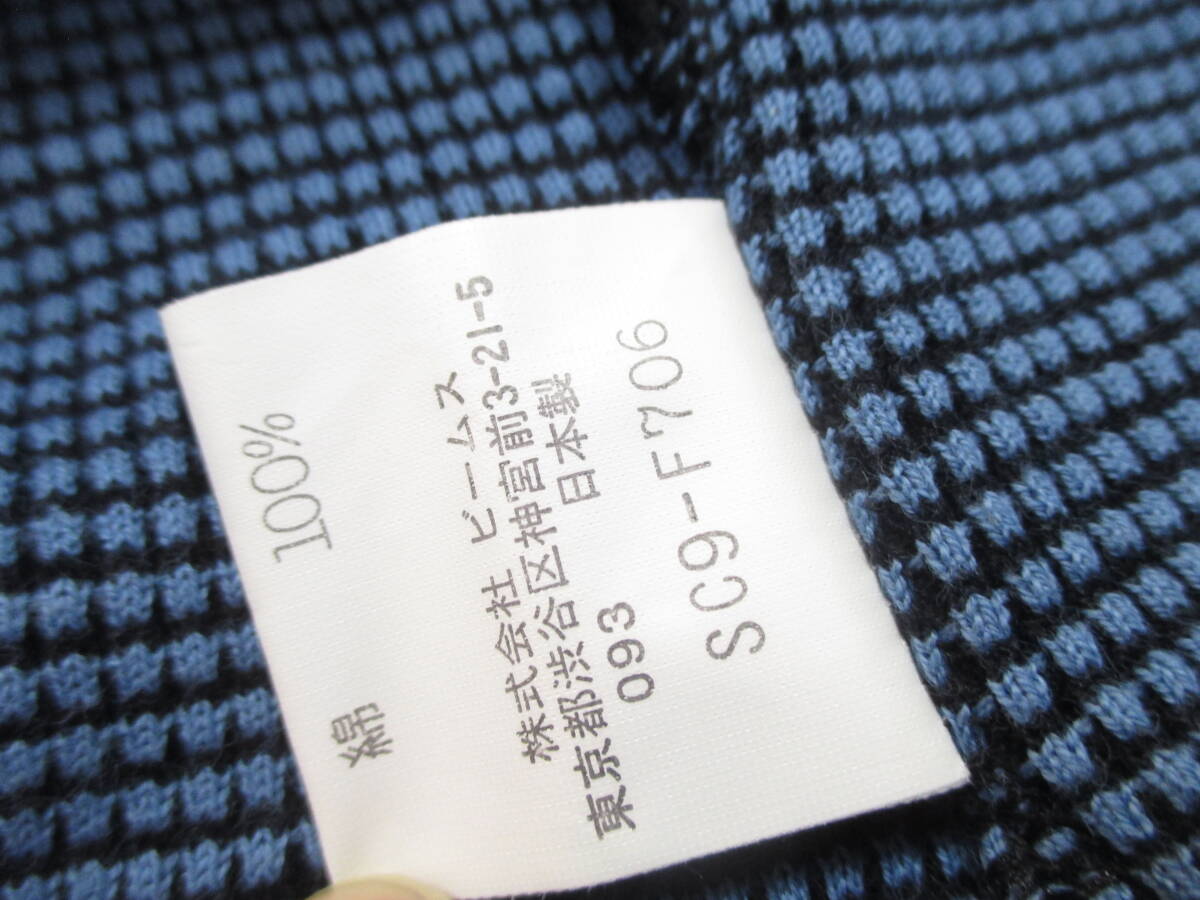 綿 100%
株式会社 ビームス
東京都渋谷区神宮前3-21-5
093 日本製
SC9-F706